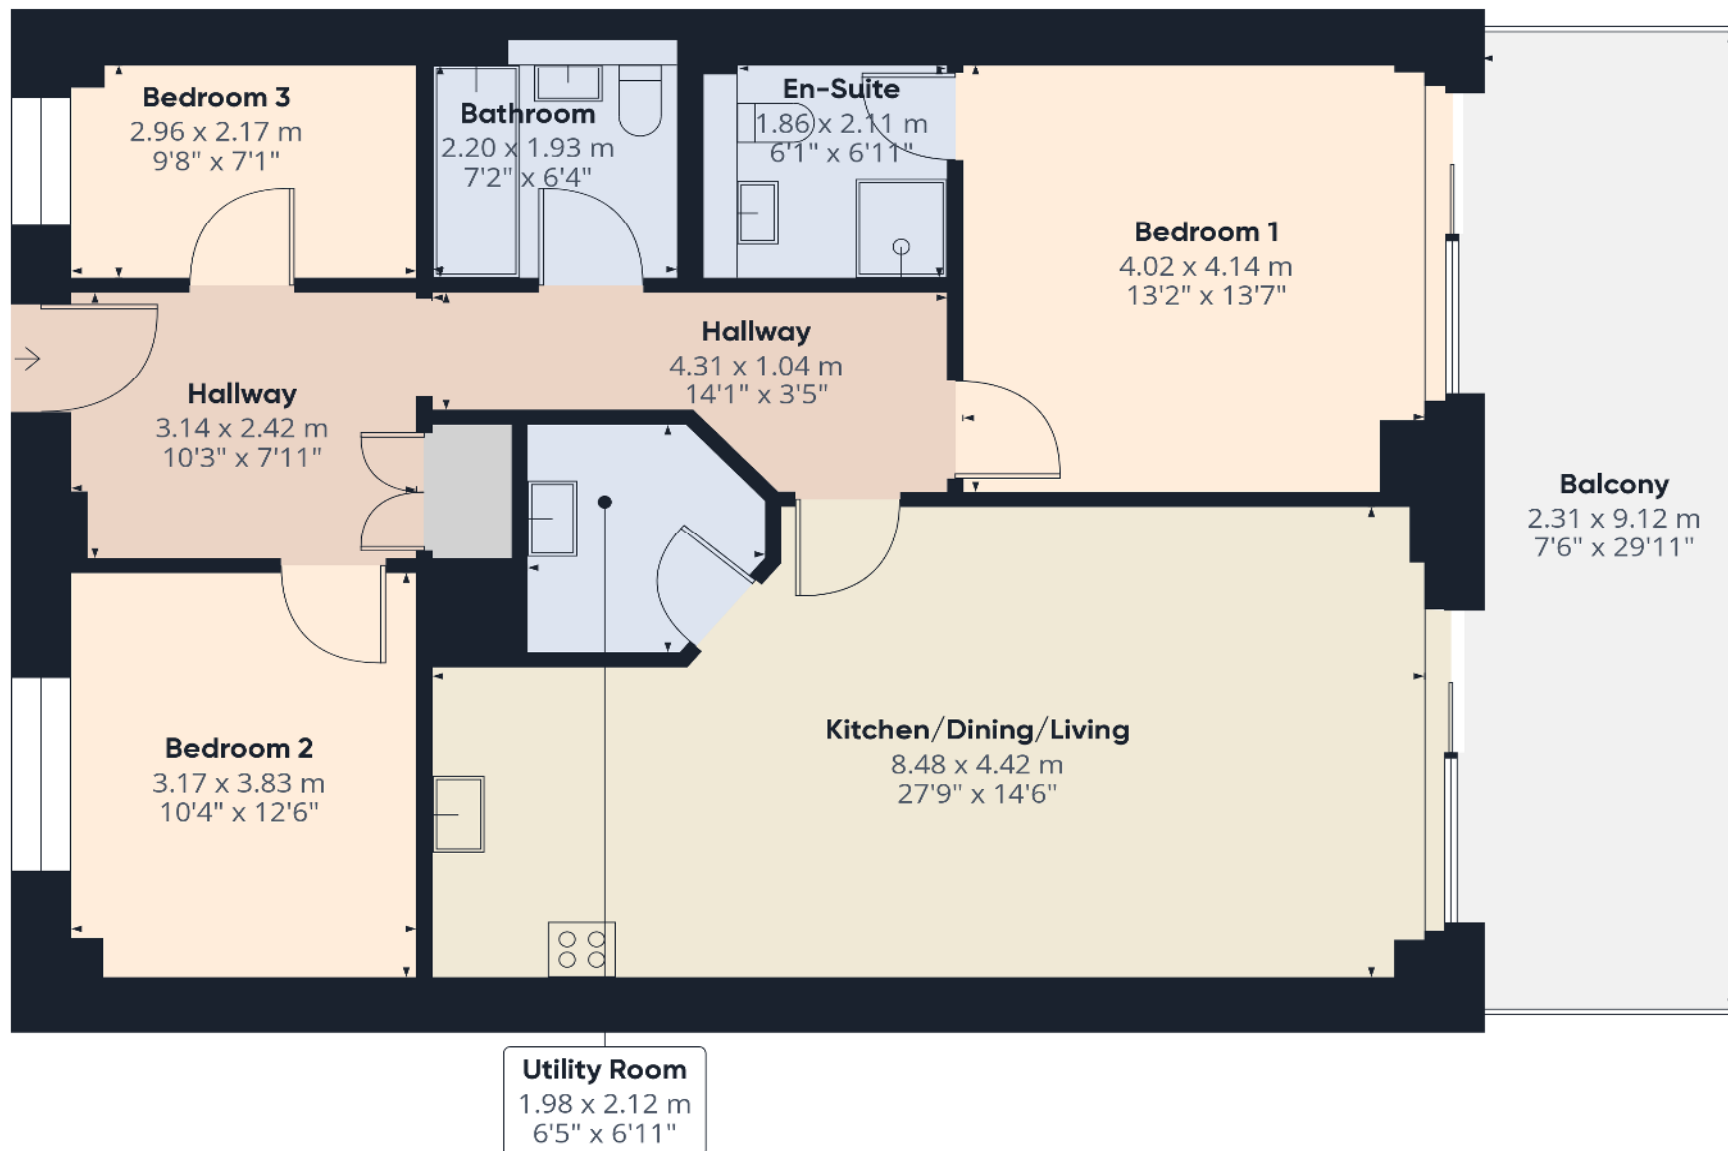 Bedroom 3
2.96 x 2.17 m
9'8" x 7'1"
Bathroom
2.20 x 1.93 m
7'2" x 6'4"
En-Suite
1.86 x 2.11 m
6'1" x 6'11"
Bedroom 1
4.02 x 4.14 m
13'2" x 13'7"
Hallway
4.31 x 1.04 m
14'1" x 3'5"
Hallway
3.14 x 2.42 m
10'3" x 7'11"
Balcony
2.31 x 9.12 m
7'6" x 29'11"
Bedroom 2
3.17 x 3.83 m
10'4" x 12'6"
Kitchen/Dining/Living
8.48 x 4.42 m
27'9" x 14'6"
Utility Room
1.98 x 2.12 m
6'5" x 6'11"